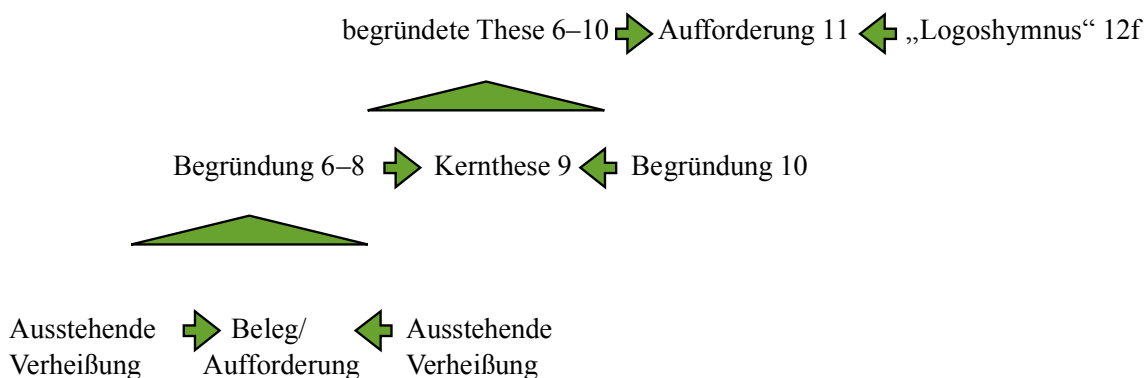 begründete These 6–10 Aufforderung 11 „Logoshymnus“ 12f
Begründung 6–8 Kernthese 9 Begründung 10
Ausstehende Beleg/ Ausstehende
Verheißung Aufforderung Verheißung